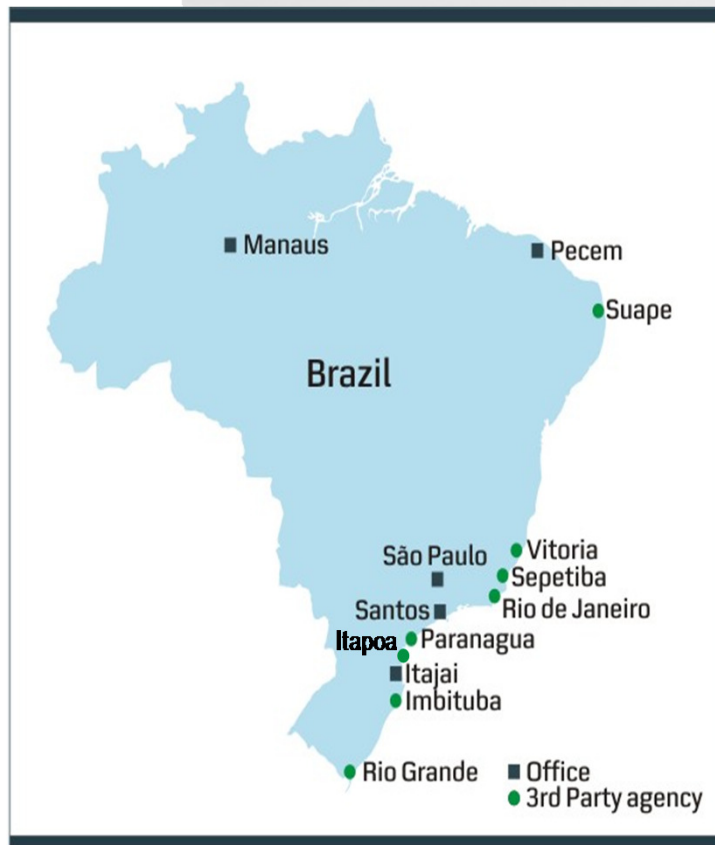 Manaus
Pecem
Suape
Brazil
Vitoria
São Paulo
Sepetiba
Santos
Rio de Janeiro
Itapoa
Paranagua
Itajai
Imbituba
Rio Grande
Office
3rd Party agency